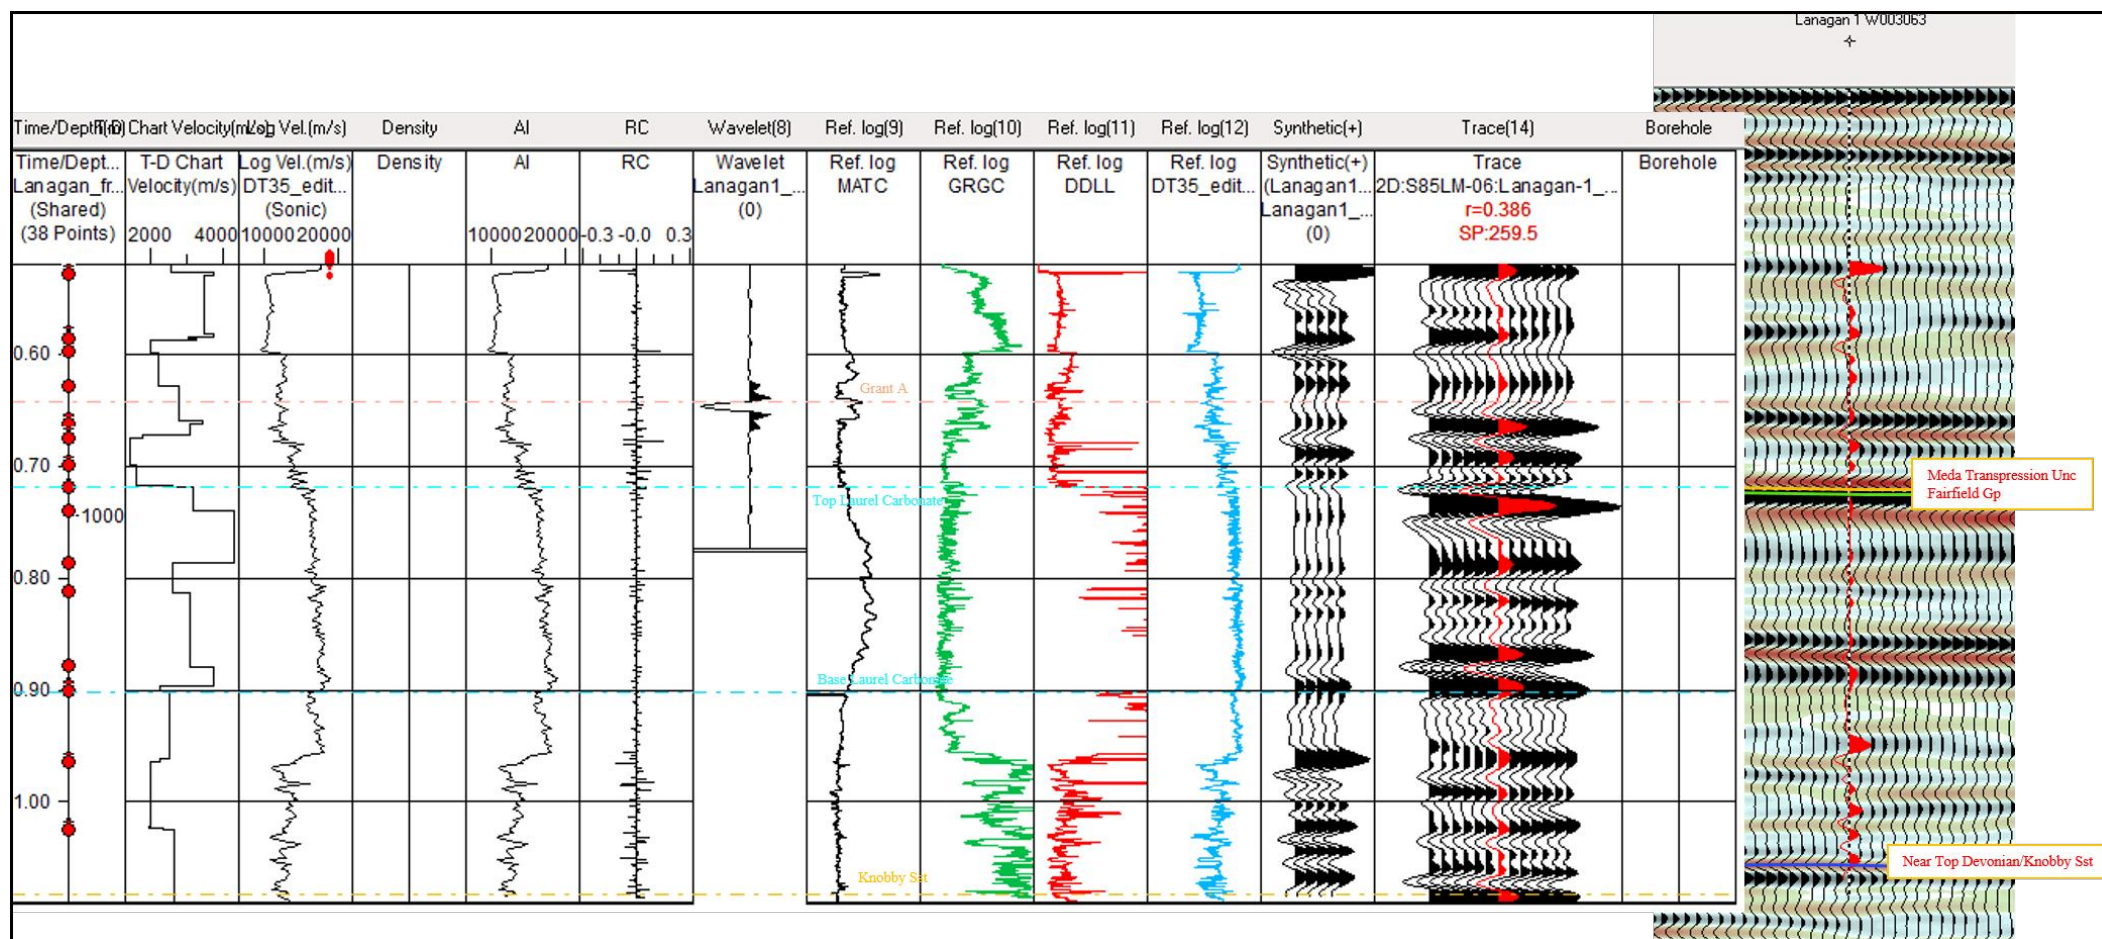 Lanagan 1 W003063
T-D Chart Velocity(m/s)
Log Vel.(m/s)
Density
AI
RC
Wavelet(8)
Ref. log(9)
Ref. log(10)
Ref. log(11)
Ref. log(12)
Synthetic(+)
Trace(14)
Borehole
Time/Dept...
Lanagan_fr...
(Shared)
(38 Points)
T-D Chart
Velocity(m/s)
2000 4000
Log Vel.(m/s)
DT35_edit...
(Sonic)
10000 20000
Density
AI
10000 20000
RC
-0.3 -0.0 0.3
Wavelet
Lanagan1_...
(0)
Ref. log
MATC
Ref. log
GRGC
Ref. log
DDLL
Ref. log
DT35_edit...
Synthetic(+)
(Lanagan1...
Lanagan1_...
(0)
Trace
2D:S85LM-06:Lanagan-1_...
r=0.386
SP:259.5
Borehole
0.60
Grant A
0.70
Top Laurel Carbonate
-1000
0.80
Base Laurel Carbonate
0.90
1.00
Knobby Sst
Meda Transpression Unc
Fairfield Gp
Near Top Devonian/Knobby Sst